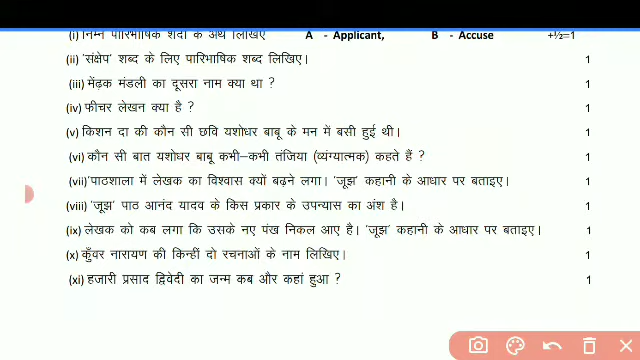 (i) निम्न पारिभाषिक शब्दों के अर्थ लिखिए A - Applicant, B - Accuse +½=1
(ii) 'संक्षेप' शब्द के लिए पारिभाषिक शब्द लिखिए। 1
(iii) मेंढ़क मंडली का दूसरा नाम क्या था ? 1
(iv) फीचर लेखन क्या है ? 1
(v) किशन दा की कौन सी छवि यशोधर बाबू के मन में बसी हुई थी। 1
(vi) कौन सी बात यशोधर बाबू कभी–कभी तंजिया (व्यंग्यात्मक) कहते हैं ? 1
(vii) 'पाठशाला में लेखक का विश्वास क्यों बढ़ने लगा। 'जूझ' कहानी के आधार पर बताइए। 1
(viii) 'जूझ' पाठ आनंद यादव के किस प्रकार के उपन्यास का अंश है। 1
(ix) लेखक को कब लगा कि उसके नए पंख निकल आए है। 'जूझ' कहानी के आधार पर बताइए। 1
(x) कुँवर नारायण की किन्हीं दो रचनाओं के नाम लिखिए। 1
(xi) हजारी प्रसाद द्विवेदी का जन्म कब और कहां हुआ ? 1